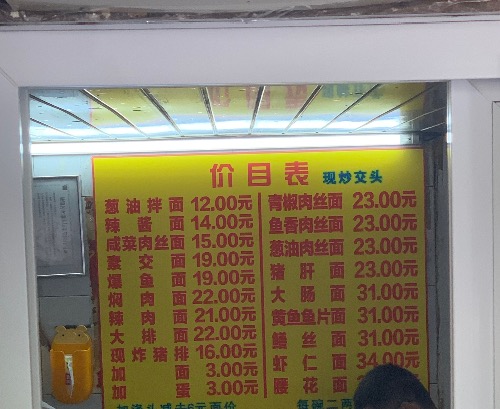 价目表 现炒交头
葱油拌面 12.00元
辣酱面 14.00元
咸菜肉丝面 15.00元
素交面 19.00元
爆鱼面 19.00元
焖肉面 22.00元
辣肉面 21.00元
大排面 22.00元
现炸猪排 16.00元
加面 3.00元
加蛋 3.00元
青椒肉丝面 23.00元
鱼香肉丝面 23.00元
葱油肉丝面 23.00元
猪肝面 23.00元
大肠面 31.00元
黄鱼片面 31.00元
鳝丝面 31.00元
虾仁面 34.00元
腰花面
每碗二两